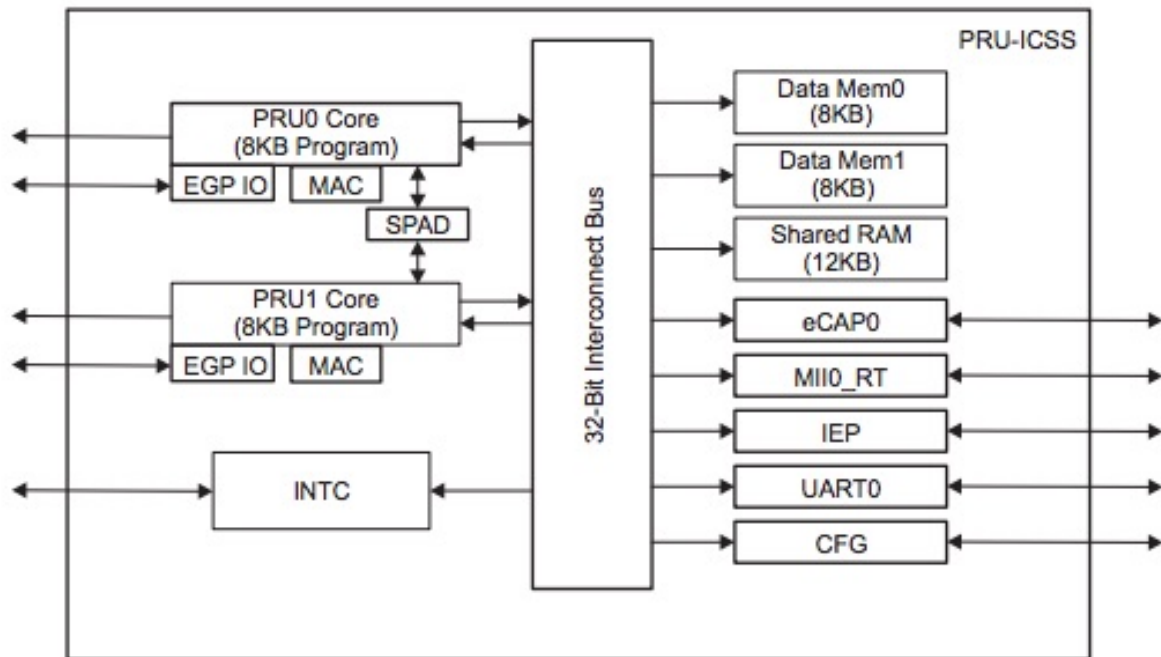 PRU-ICSS
PRU0 Core
(8KB Program)
EGP IO
MAC
SPAD
PRU1 Core
(8KB Program)
EGP IO
MAC
INTC
32-Bit Interconnect Bus
Data Mem0
(8KB)
Data Mem1
(8KB)
Shared RAM
(12KB)
eCAP0
MII0_RT
IEP
UART0
CFG